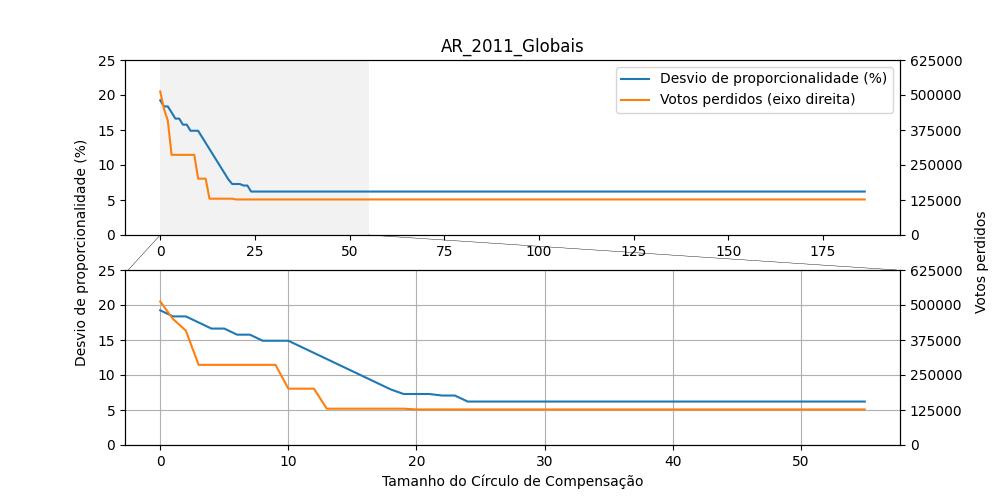 AR_2011_Globais
25 625000
20 500000
15 375000
10 250000
5 125000
0 0
Desvio de proporcionalidade (%)
Votos perdidos (eixo direita)
0 25 50 75 100 125 150 175
Desvio de proporcionalidade (%)
Votos perdidos
25 625000
20 500000
15 375000
10 250000
5 125000
0 0
0 10 20 30 40 50
Tamanho do Círculo de Compensação